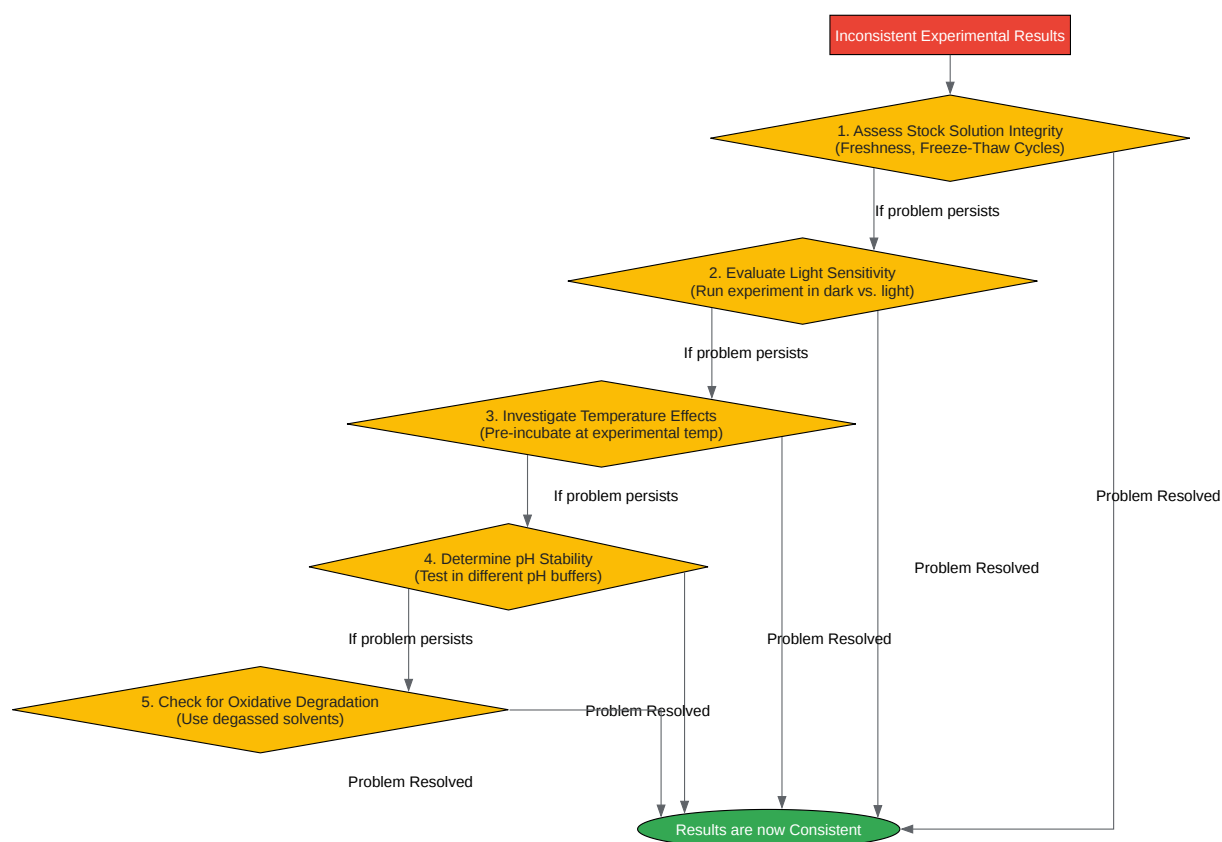 Inconsistent Experimental Results
1. Assess Stock Solution Integrity
(Freshness, Freeze-Thaw Cycles)
If problem persists
2. Evaluate Light Sensitivity
(Run experiment in dark vs. light)
If problem persists
3. Investigate Temperature Effects
(Pre-incubate at experimental temp)
If problem persists
Problem Resolved
4. Determine pH Stability
(Test in different pH buffers)
Problem Resolved
If problem persists
Problem Resolved
5. Check for Oxidative Degradation
(Use degassed solvents)
Problem Resolved
Problem Resolved
Results are now Consistent